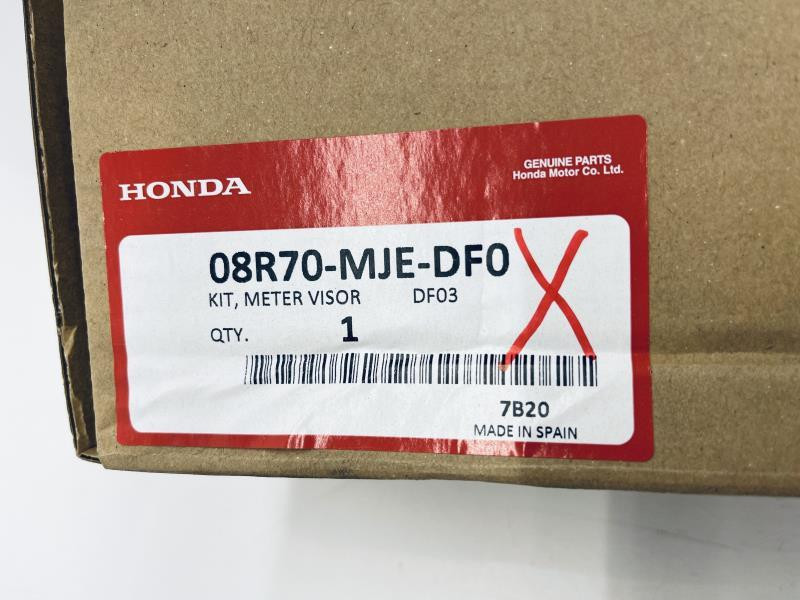 HONDA
GENUINE PARTS
Honda Motor Co. Ltd.
08R70-MJE-DF0
KIT, METER VISOR DF03
QTY. 1
7B20
MADE IN SPAIN